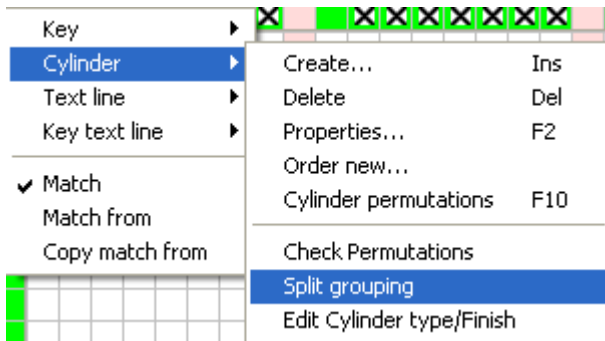 Key
Cylinder
Text line
Key text line
Match
Match from
Copy match from
Create... Ins
Delete Del
Properties... F2
Order new...
Cylinder permutations F10
Check Permutations
Split grouping
Edit Cylinder type/Finish